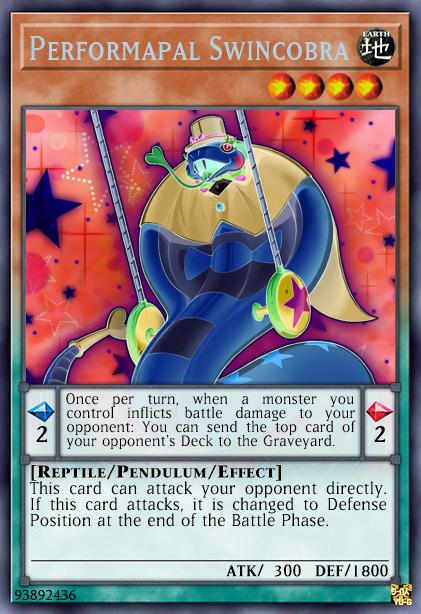 Performapal Swincobra
EARTH
地
Once per turn, when a monster you
control inflicts battle damage to your
opponent: You can send the top card of
your opponent's Deck to the Graveyard.
2
2
[Reptile/Pendulum/Effect]
This card can attack your opponent directly.
If this card attacks, it is changed to Defense
Position at the end of the Battle Phase.
ATK/ 300 DEF/1800
93892436